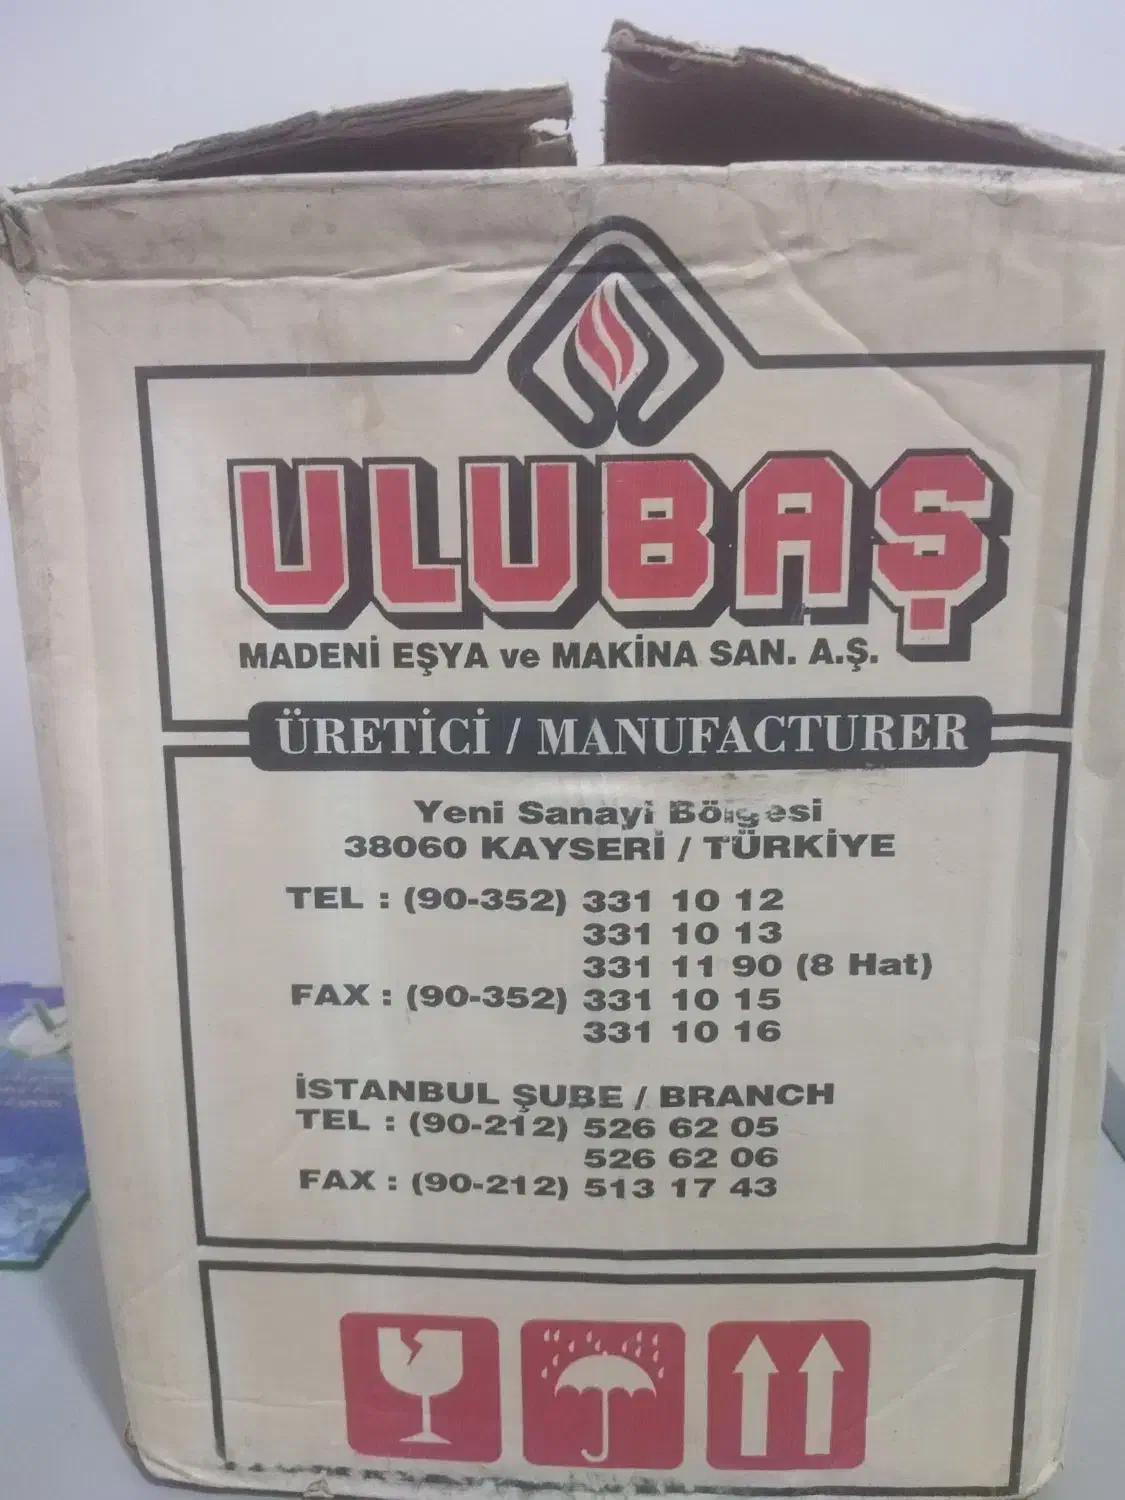 ULUBAŞ
MADENİ EŞYA ve MAKİNA SAN. A.Ş.
ÜRETİCİ / MANUFACTURER
Yeni Sanayi Bölgesi
38060 KAYSERİ / TÜRKİYE
TEL : (90-352) 331 10 12
331 10 13
331 11 90 (8 Hat)
FAX : (90-352) 331 10 15
331 10 16
İSTANBUL ŞUBE / BRANCH
TEL : (90-212) 526 62 05
526 62 06
FAX : (90-212) 513 17 43